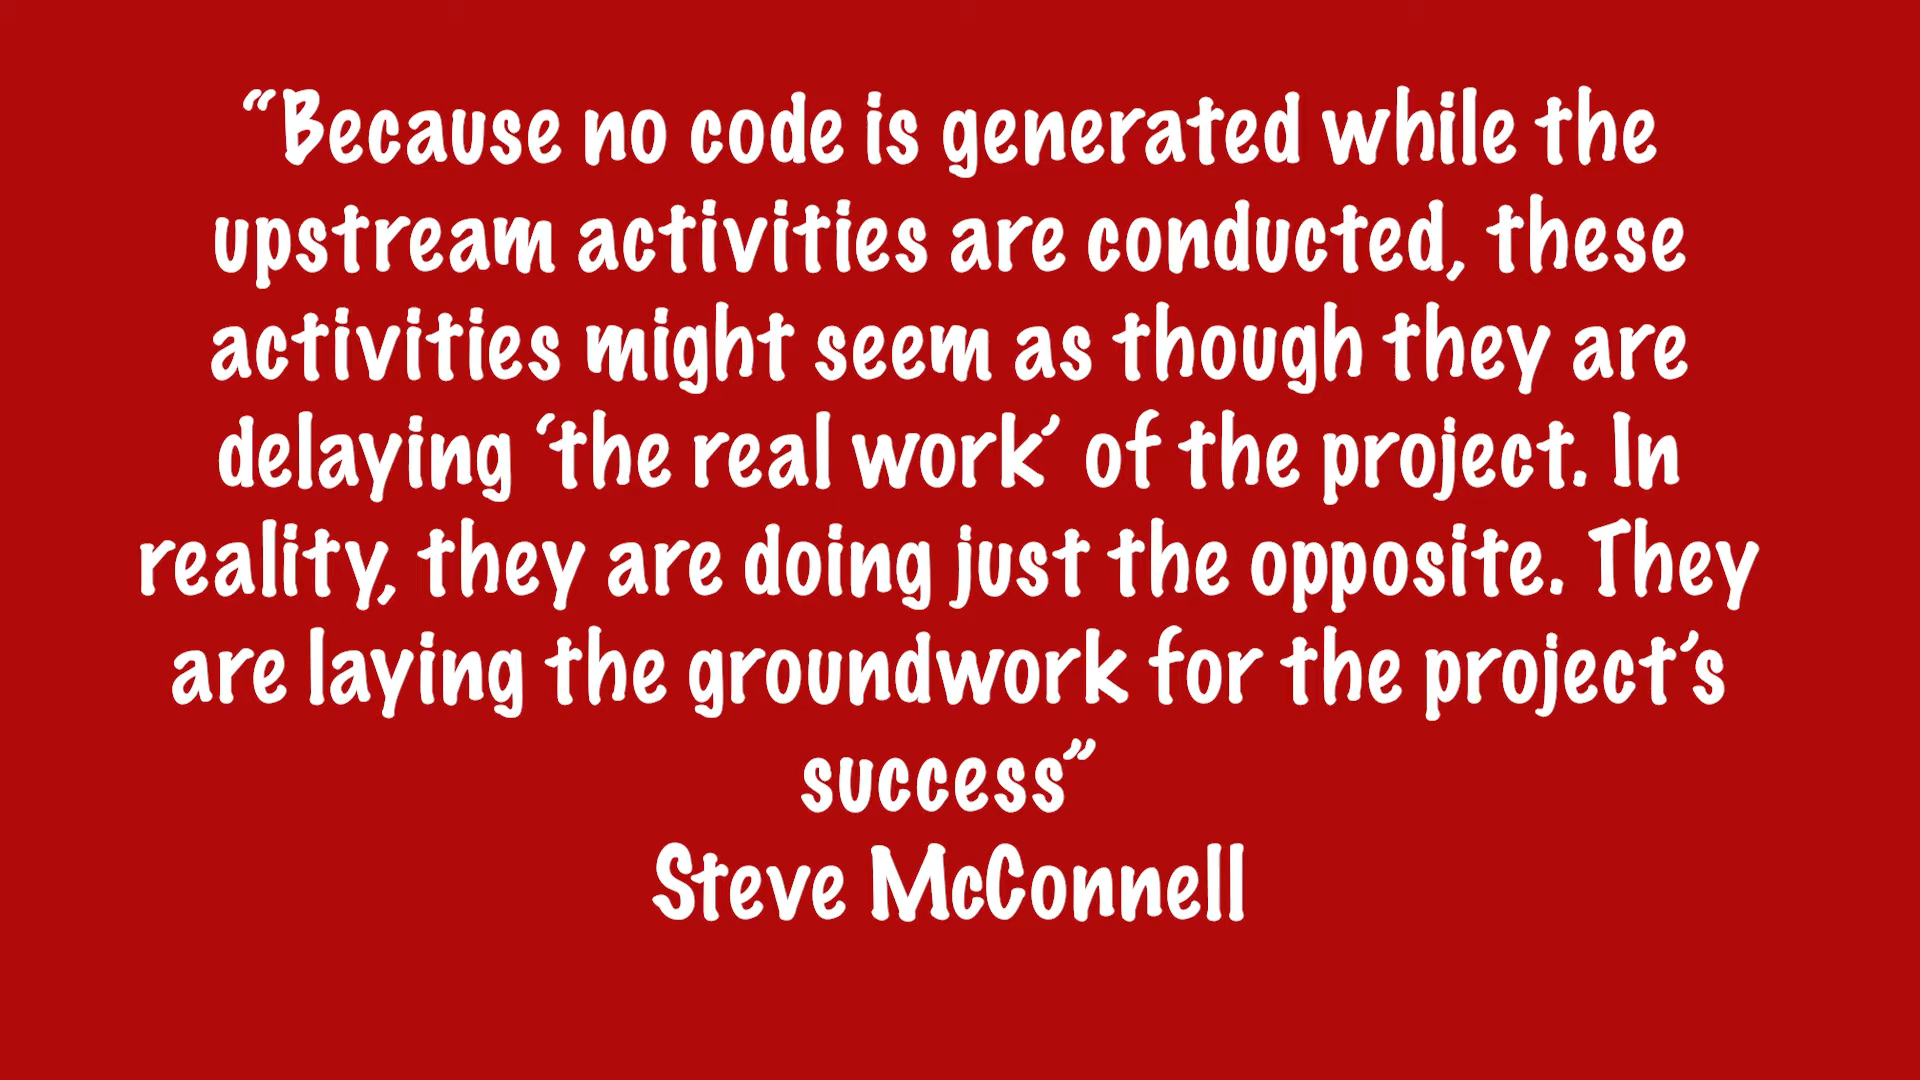 “Because no code is generated while the
upstream activities are conducted, these
activities might seem as though they are
delaying ‘the real work’ of the project. In
reality, they are doing just the opposite. They
are laying the groundwork for the project’s
success”
Steve McConnell